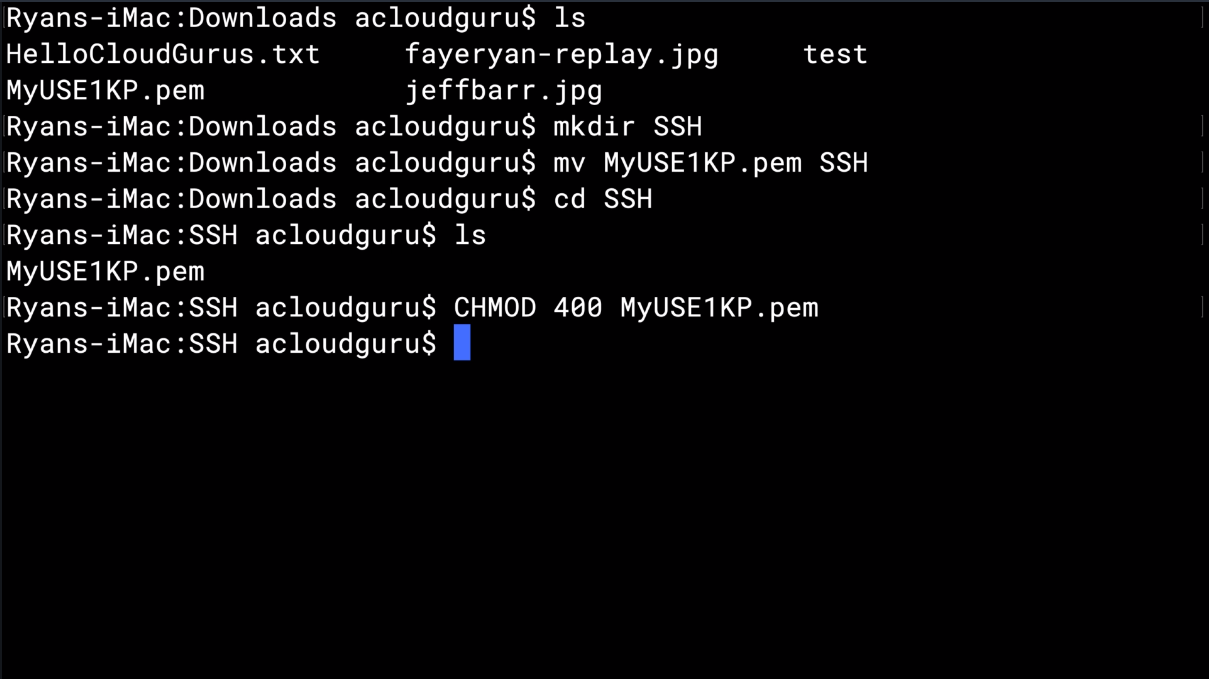 Ryans-iMac:Downloads acloudguru$ ls
HelloCloudGurus.txt     fayeryan-replay.jpg     test
MyUSE1KP.pem            jeffbarr.jpg
Ryans-iMac:Downloads acloudguru$ mkdir SSH
Ryans-iMac:Downloads acloudguru$ mv MyUSE1KP.pem SSH
Ryans-iMac:Downloads acloudguru$ cd SSH
Ryans-iMac:SSH acloudguru$ ls
MyUSE1KP.pem
Ryans-iMac:SSH acloudguru$ CHMOD 400 MyUSE1KP.pem
Ryans-iMac:SSH acloudguru$